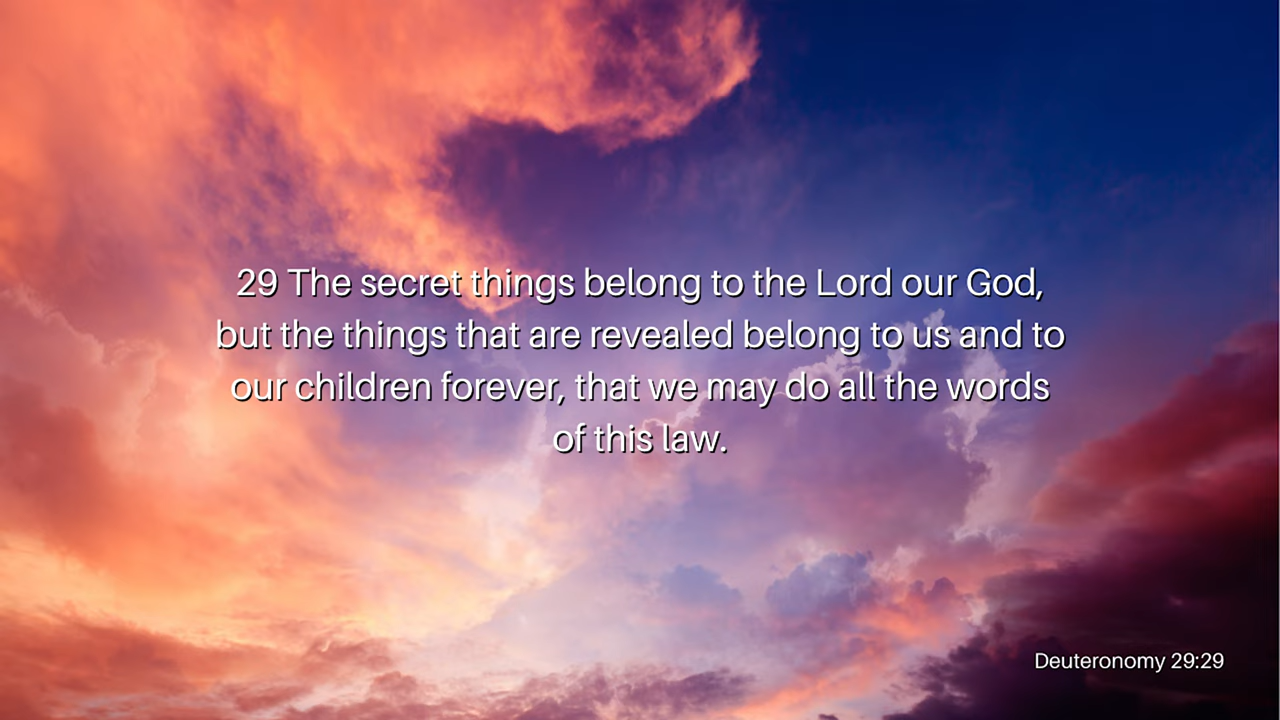 29 The secret things belong to the Lord our God,
but the things that are revealed belong to us and to
our children forever, that we may do all the words
of this law.
Deuteronomy 29:29